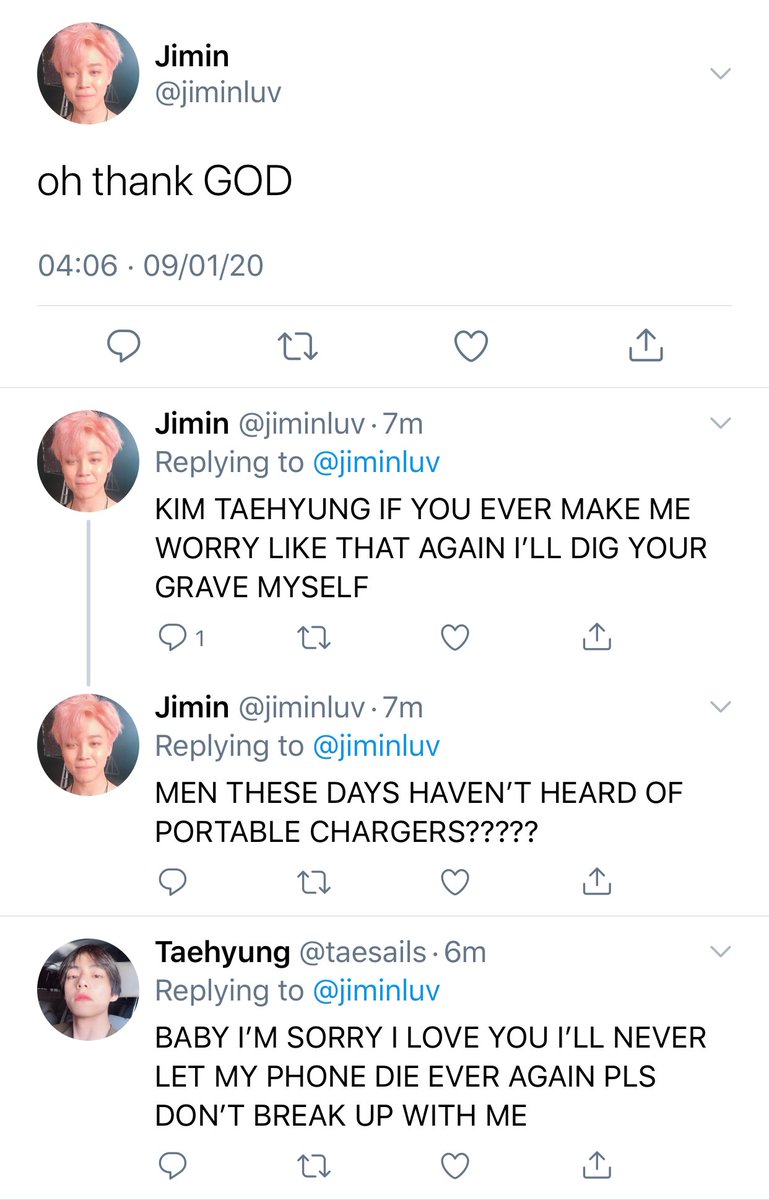 Jimin
@jiminluv
oh thank GOD
04:06 · 09/01/20
Jimin @jiminluv · 7m
Replying to @jiminluv
KIM TAEHYUNG IF YOU EVER MAKE ME
WORRY LIKE THAT AGAIN I’LL DIG YOUR
GRAVE MYSELF
1
Jimin @jiminluv · 7m
Replying to @jiminluv
MEN THESE DAYS HAVEN’T HEARD OF
PORTABLE CHARGERS?????
Taehyung @taesails · 6m
Replying to @jiminluv
BABY I’M SORRY I LOVE YOU I’LL NEVER
LET MY PHONE DIE EVER AGAIN PLS
DON’T BREAK UP WITH ME